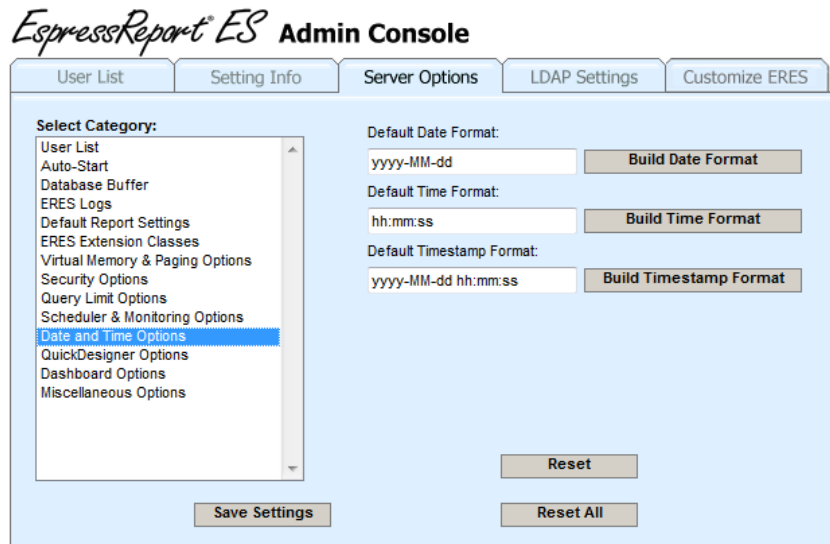 EspressReport® ES Admin Console
User List Setting Info Server Options LDAP Settings Customize ERES
Select Category:
User List
Auto-Start
Database Buffer
ERES Logs
Default Report Settings
ERES Extension Classes
Virtual Memory & Paging Options
Security Options
Query Limit Options
Scheduler & Monitoring Options
Date and Time Options
QuickDesigner Options
Dashboard Options
Miscellaneous Options
Default Date Format:
yyyy-MM-dd Build Date Format
Default Time Format:
hh:mm:ss Build Time Format
Default Timestamp Format:
yyyy-MM-dd hh:mm:ss Build Timestamp Format
Reset
Save Settings Reset All